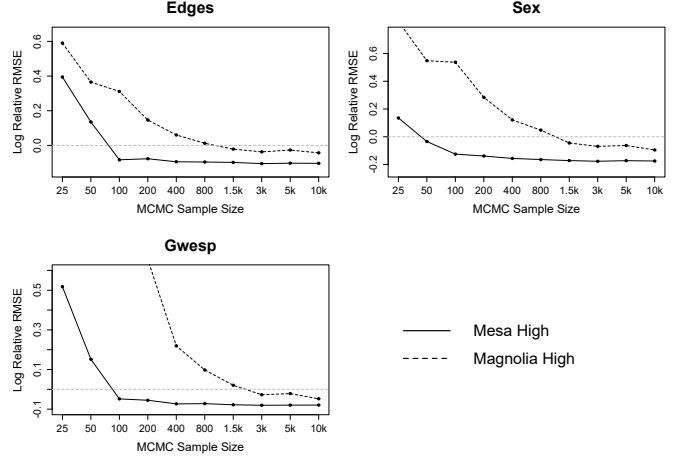 Edges
Log Relative RMSE
0.0 0.2 0.4 0.6
25 50 100 200 400 800 1.5k 3k 5k 10k
MCMC Sample Size
Sex
Log Relative RMSE
-0.2 0.0 0.2 0.4 0.6
25 50 100 200 400 800 1.5k 3k 5k 10k
MCMC Sample Size
Gwesp
Log Relative RMSE
-0.1 0.1 0.3 0.5
25 50 100 200 400 800 1.5k 3k 5k 10k
MCMC Sample Size
Mesa High
Magnolia High